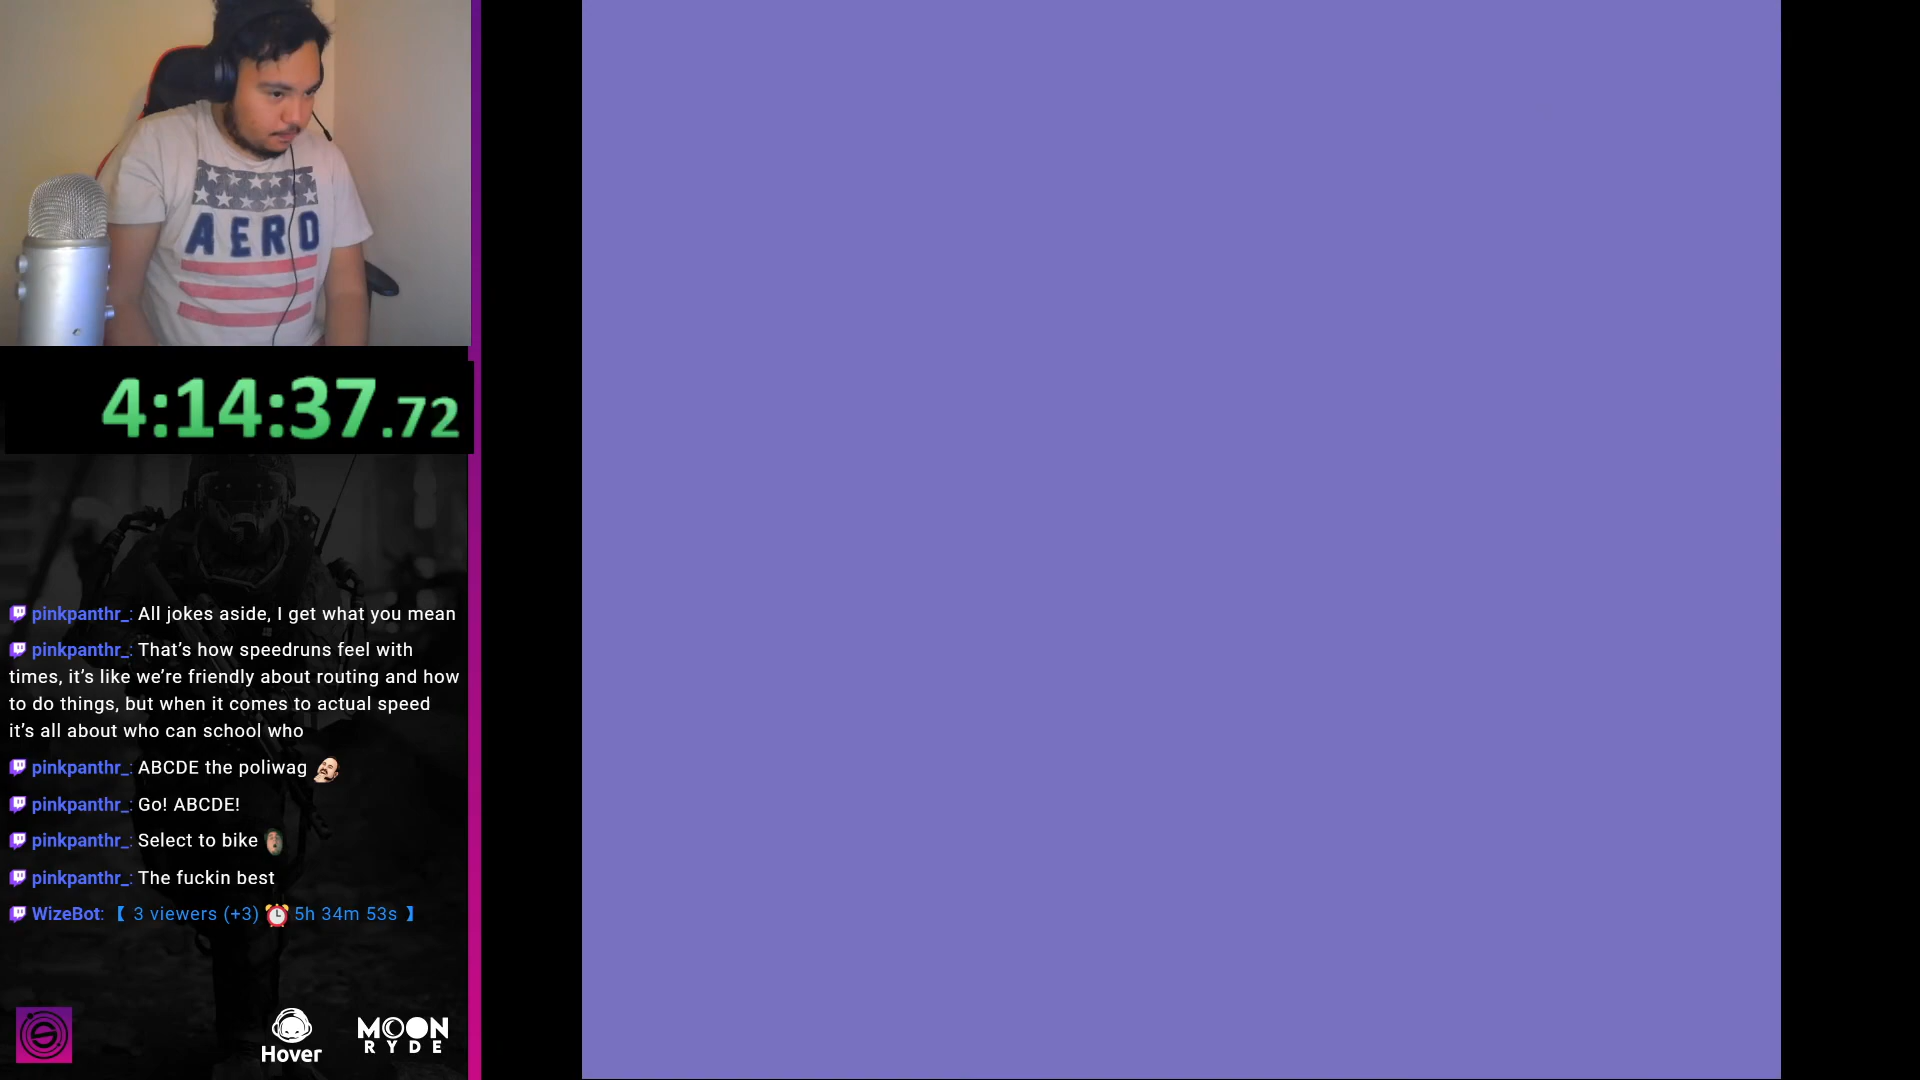 AERO
4:14:37.72
pinkpanthr_: All jokes aside, I get what you mean
pinkpanthr_: That's how speedruns feel with
times, it's like we're friendly about routing and how
to do things, but when it comes to actual speed
it's all about who can school who
pinkpanthr_: ABCDE the poliwag
pinkpanthr_: Go! ABCDE!
pinkpanthr_: Select to bike
pinkpanthr_: The fuckin best
WizeBot: 【 3 viewers (+3) ⏰ 5h 34m 53s 】
Hover
MOON
RYDE